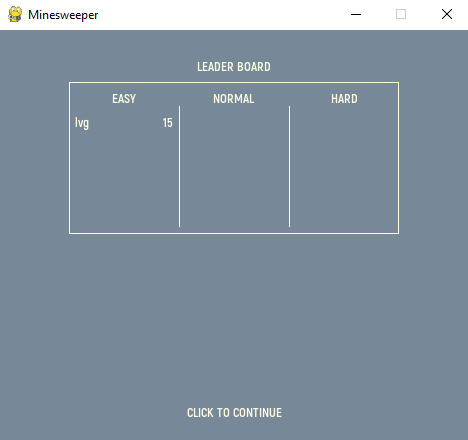 Minesweeper
LEADER BOARD
EASY NORMAL HARD
lvg 15
CLICK TO CONTINUE